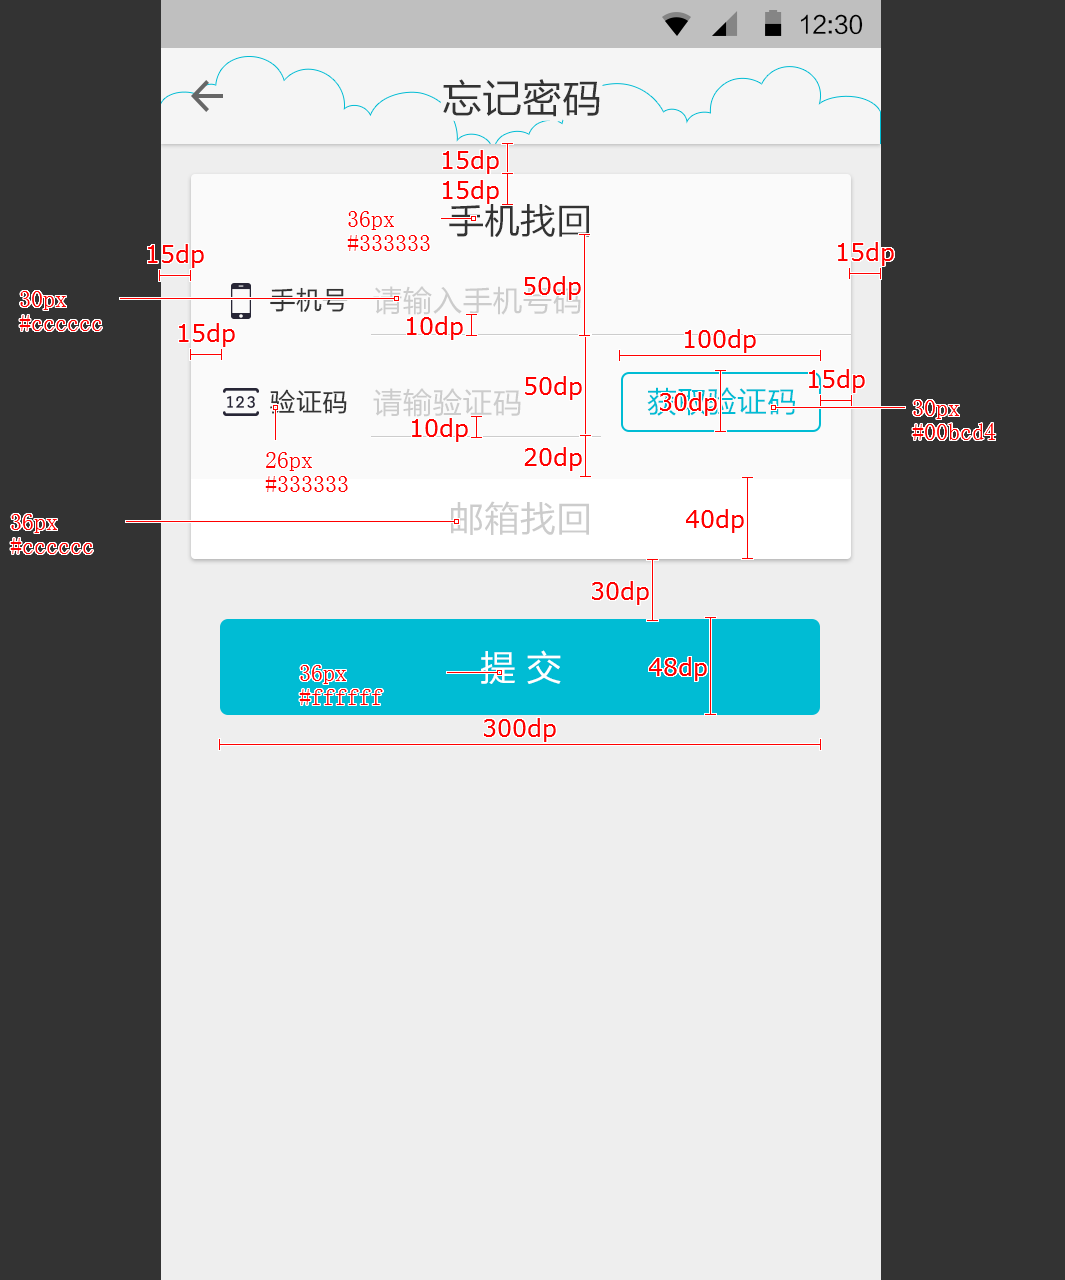 12:30
忘记密码
15dp
15dp
36px
#333333
手机找回
15dp
15dp
手机号
请输入手机号码
50dp
30px
#cccccc
10dp
15dp
100dp
验证码
请输验证码
50dp
获取验证码
30dp
15dp
30px
#00bcd4
10dp
20dp
26px
#333333
邮箱找回
40dp
36px
#cccccc
30dp
提 交
48dp
36px
#ffffff
300dp
123